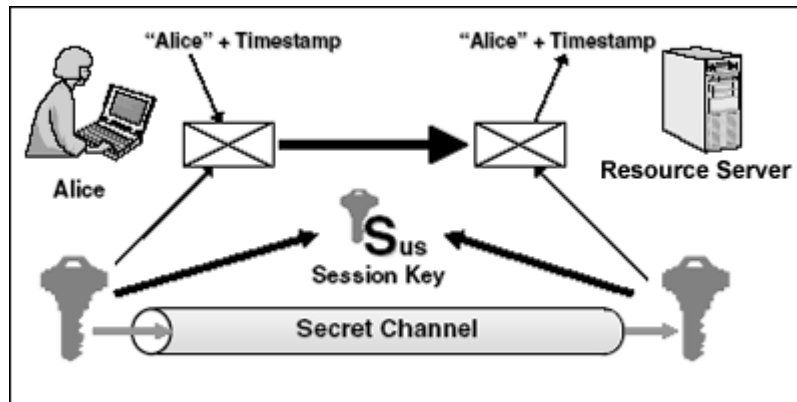 “Alice” + Timestamp
“Alice” + Timestamp
Alice
Resource Server
Sus
Session Key
Secret Channel